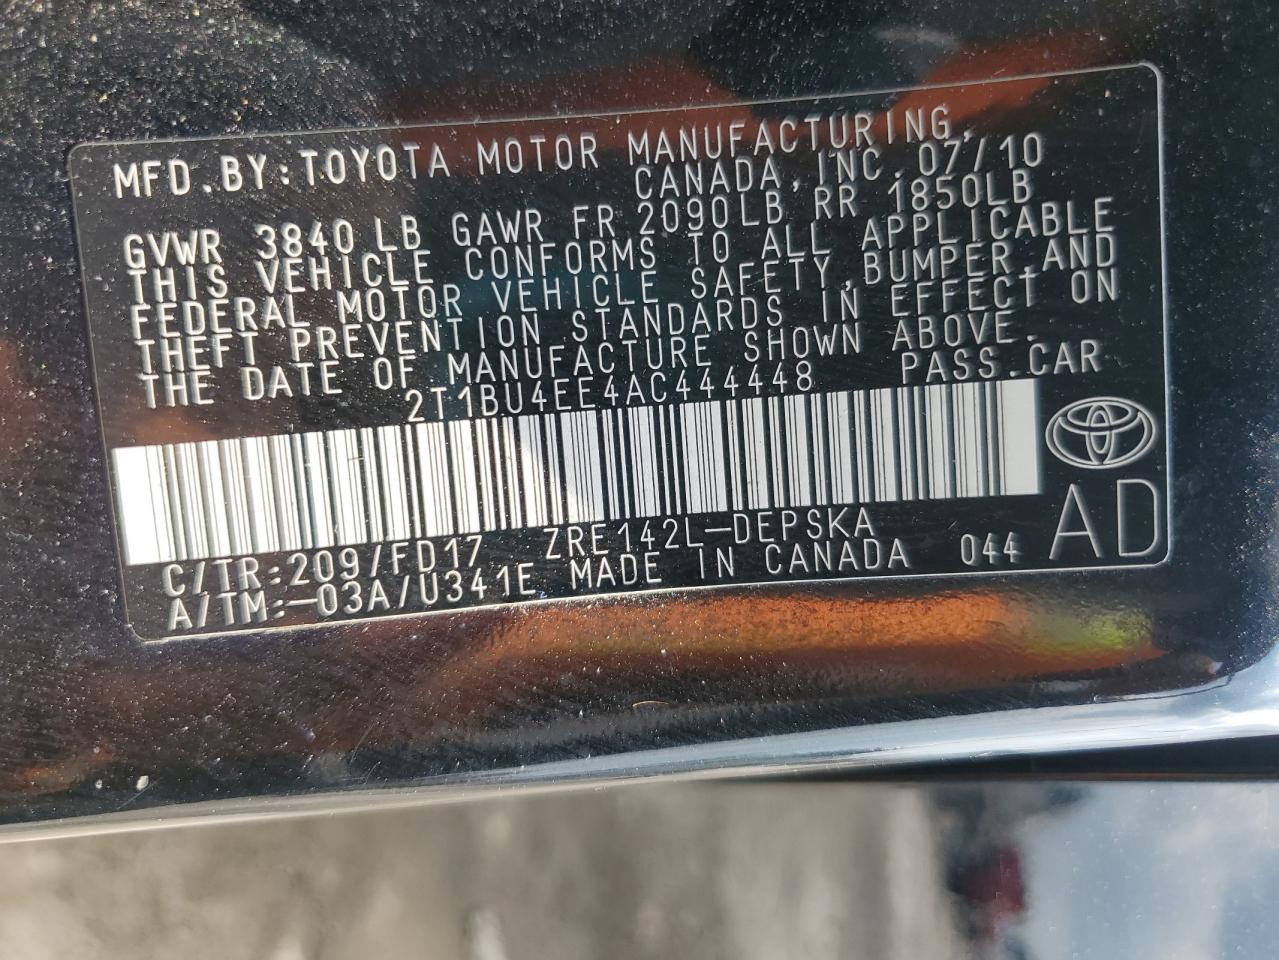 MFD.BY:TOYOTA MOTOR MANUFACTURING,
CANADA,INC.07/10
GVWR 3840 LB GAWR FR 2090LB RR 1850LB
THIS VEHICLE CONFORMS TO ALL APPLICABLE
FEDERAL MOTOR VEHICLE SAFETY,BUMPER,AND
THEFT PREVENTION STANDARDS IN EFFECT ON
THE DATE OF MANUFACTURE SHOWN ABOVE.
2T1BU4EE4AC444448 PASS.CAR
C/TR:209/FD17 ZRE142L-DEPSKA
A/TM:-03A/U341E MADE IN CANADA 044 AD